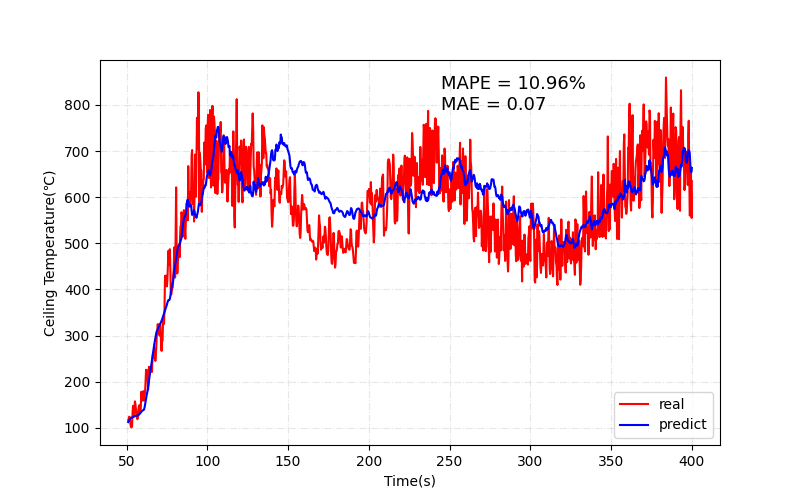 MAPE = 10.96%
MAE = 0.07
800
700
600
500
400
300
200
100
Ceiling Temperature(℃)
real
predict
50 100 150 200 250 300 350 400
Time(s)